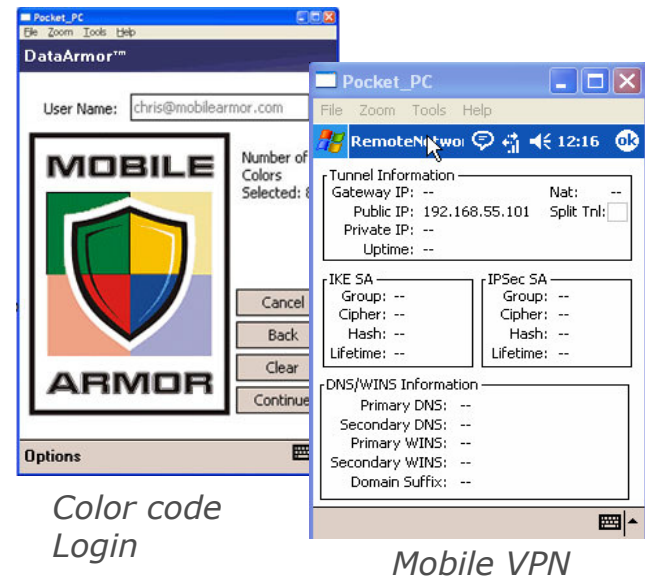 Pocket_PC
File Zoom Tools Help
DataArmor™
User Name: chris@mobilearmor.com
MOBILE
ARMOR
Number of
Colors
Selected: 8
Cancel
Back
Clear
Continue
Options
Color code
Login
Pocket_PC
File Zoom Tools Help
RemoteNetwor 12:16 ok
Tunnel Information
Gateway IP: -- Nat: --
Public IP: 192.168.55.101 Split Tnl:
Private IP: --
Uptime: --
IKE SA
Group: --
Cipher: --
Hash: --
Lifetime: --
IPSec SA
Group: --
Cipher: --
Hash: --
Lifetime: --
DNS/WINS Information
Primary DNS: --
Secondary DNS: --
Primary WINS: --
Secondary WINS: --
Domain Suffix: --
Mobile VPN